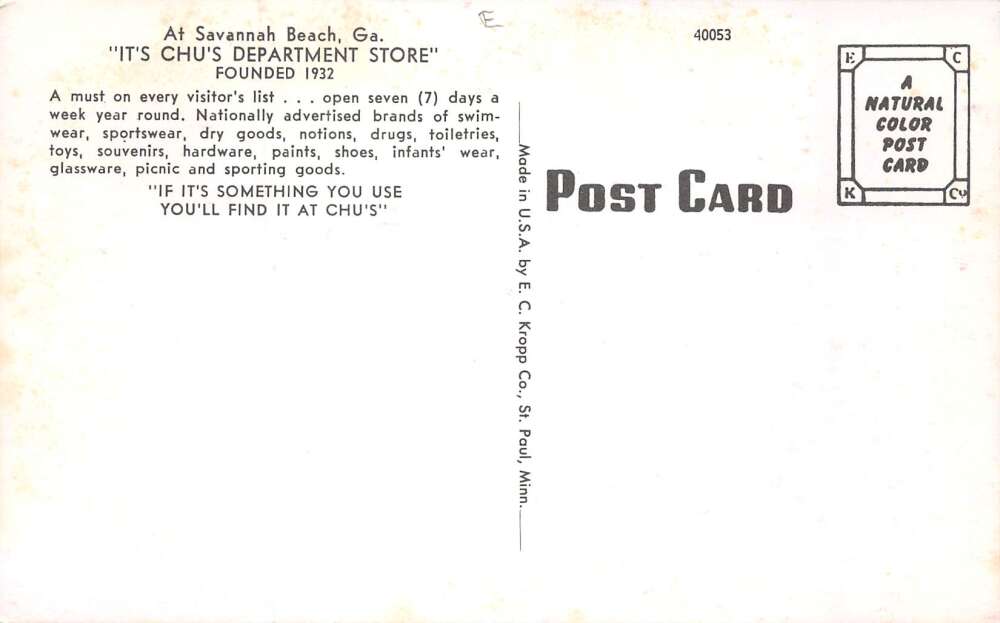 E
At Savannah Beach, Ga.
"IT'S CHU'S DEPARTMENT STORE"
FOUNDED 1932
A must on every visitor's list . . . open seven (7) days a
week year round. Nationally advertised brands of swim-
wear, sportswear, dry goods, notions, drugs, toiletries,
toys, souvenirs, hardware, paints, shoes, infants' wear,
glassware, picnic and sporting goods.
"IF IT'S SOMETHING YOU USE
YOU'LL FIND IT AT CHU'S"
Made in U.S.A. by E. C. Kropp Co., St. Paul, Minn.
POST CARD
40053
E C
A
NATURAL
COLOR
POST
CARD
K Co